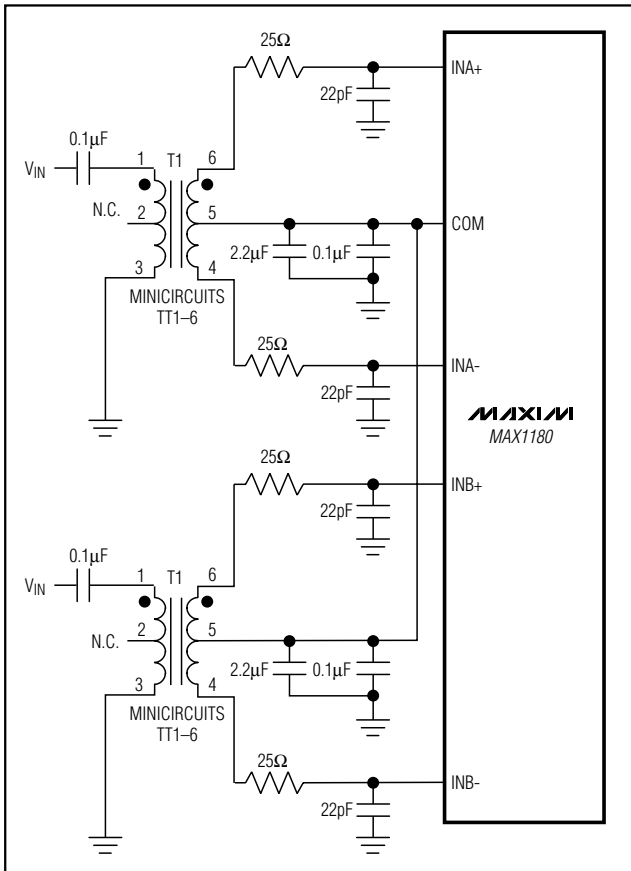 25Ω
INA+
22pF
0.1μF
VIN
1
T1
6
N.C.
2
5
COM
2.2μF
0.1μF
3
4
MINICIRCUITS
TT1–6
25Ω
INA-
22pF
MAXIM
MAX1180
25Ω
INB+
22pF
0.1μF
VIN
1
T1
6
N.C.
2
5
2.2μF
0.1μF
3
4
MINICIRCUITS
TT1–6
25Ω
INB-
22pF